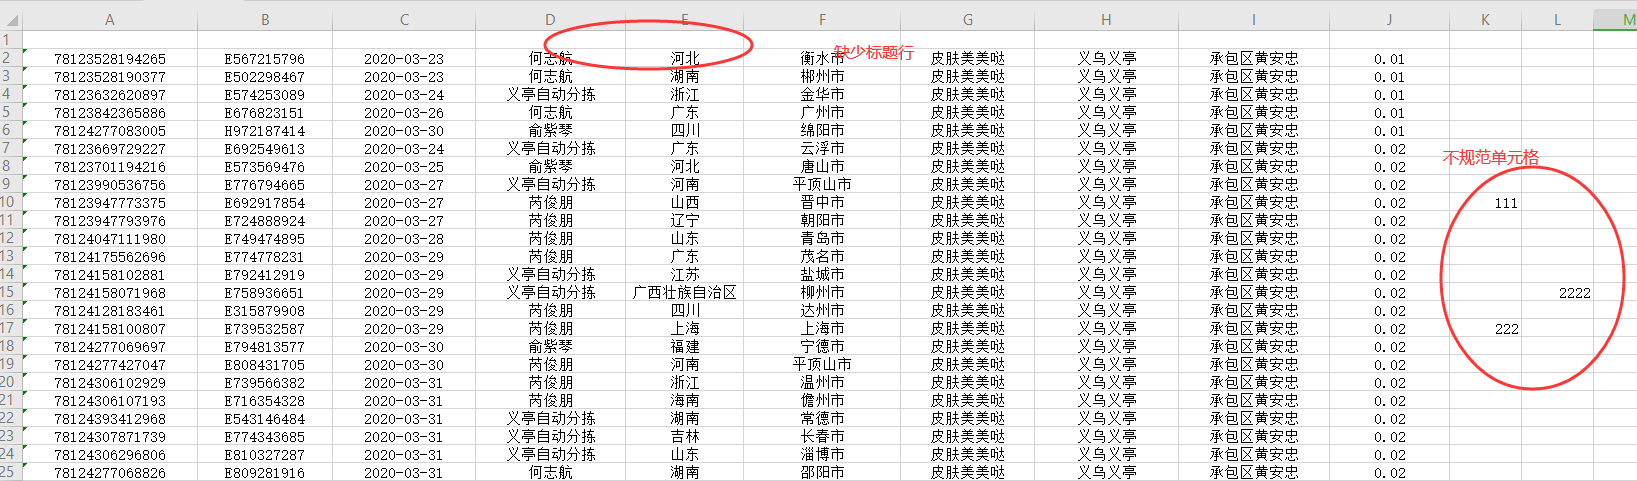 A B C D E F G H I J K L M
1
2 78123528194265 E567215796 2020-03-23 何志航 河北 衡水市 皮肤美美哒 义乌义亭 承包区黄安忠 0.01
缺少标题行
3 78123528190377 E502298467 2020-03-23 何志航 湖南 郴州市 皮肤美美哒 义乌义亭 承包区黄安忠 0.01
4 78123632620897 E574253089 2020-03-24 义亭自动分拣 浙江 金华市 皮肤美美哒 义乌义亭 承包区黄安忠 0.01
5 78123842365886 E676823151 2020-03-26 何志航 广东 广州市 皮肤美美哒 义乌义亭 承包区黄安忠 0.01
6 78124277083005 H972187414 2020-03-30 俞紫琴 四川 绵阳市 皮肤美美哒 义乌义亭 承包区黄安忠 0.01
7 78123669729227 E692549613 2020-03-24 义亭自动分拣 广东 云浮市 皮肤美美哒 义乌义亭 承包区黄安忠 0.02
不规范单元格
8 78123701194216 E573569476 2020-03-25 俞紫琴 河北 唐山市 皮肤美美哒 义乌义亭 承包区黄安忠 0.02
9 78123990536756 E776794665 2020-03-27 义亭自动分拣 河南 平顶山市 皮肤美美哒 义乌义亭 承包区黄安忠 0.02
10 78123947773375 E692917854 2020-03-27 芮俊朋 山西 晋中市 皮肤美美哒 义乌义亭 承包区黄安忠 0.02 111
11 78123947793976 E724888924 2020-03-27 芮俊朋 辽宁 朝阳市 皮肤美美哒 义乌义亭 承包区黄安忠 0.02
12 78124047111980 E749474895 2020-03-28 芮俊朋 山东 青岛市 皮肤美美哒 义乌义亭 承包区黄安忠 0.02
13 78124175562696 E774778231 2020-03-29 芮俊朋 广东 茂名市 皮肤美美哒 义乌义亭 承包区黄安忠 0.02
14 78124158102881 E792412919 2020-03-29 义亭自动分拣 江苏 盐城市 皮肤美美哒 义乌义亭 承包区黄安忠 0.02
15 78124158071968 E758936651 2020-03-29 义亭自动分拣 广西壮族自治区 柳州市 皮肤美美哒 义乌义亭 承包区黄安忠 0.02 2222
16 78124128183461 E315879908 2020-03-29 芮俊朋 四川 达州市 皮肤美美哒 义乌义亭 承包区黄安忠 0.02
17 78124158100807 E739532587 2020-03-29 芮俊朋 上海 上海市 皮肤美美哒 义乌义亭 承包区黄安忠 0.02 222
18 78124277069697 E794813577 2020-03-30 俞紫琴 福建 宁德市 皮肤美美哒 义乌义亭 承包区黄安忠 0.02
19 78124277427047 E808431705 2020-03-30 芮俊朋 河南 平顶山市 皮肤美美哒 义乌义亭 承包区黄安忠 0.02
20 78124306102929 E739566382 2020-03-31 芮俊朋 浙江 温州市 皮肤美美哒 义乌义亭 承包区黄安忠 0.02
21 78124306107193 E716354328 2020-03-31 芮俊朋 海南 儋州市 皮肤美美哒 义乌义亭 承包区黄安忠 0.02
22 78124393412968 E543146484 2020-03-31 义亭自动分拣 湖南 常德市 皮肤美美哒 义乌义亭 承包区黄安忠 0.02
23 78124307871739 E774343685 2020-03-31 义亭自动分拣 吉林 长春市 皮肤美美哒 义乌义亭 承包区黄安忠 0.02
24 78124306296806 E810327287 2020-03-31 义亭自动分拣 山东 淄博市 皮肤美美哒 义乌义亭 承包区黄安忠 0.02
25 78124277068826 E809281916 2020-03-31 何志航 湖南 邵阳市 皮肤美美哒 义乌义亭 承包区黄安忠 0.02